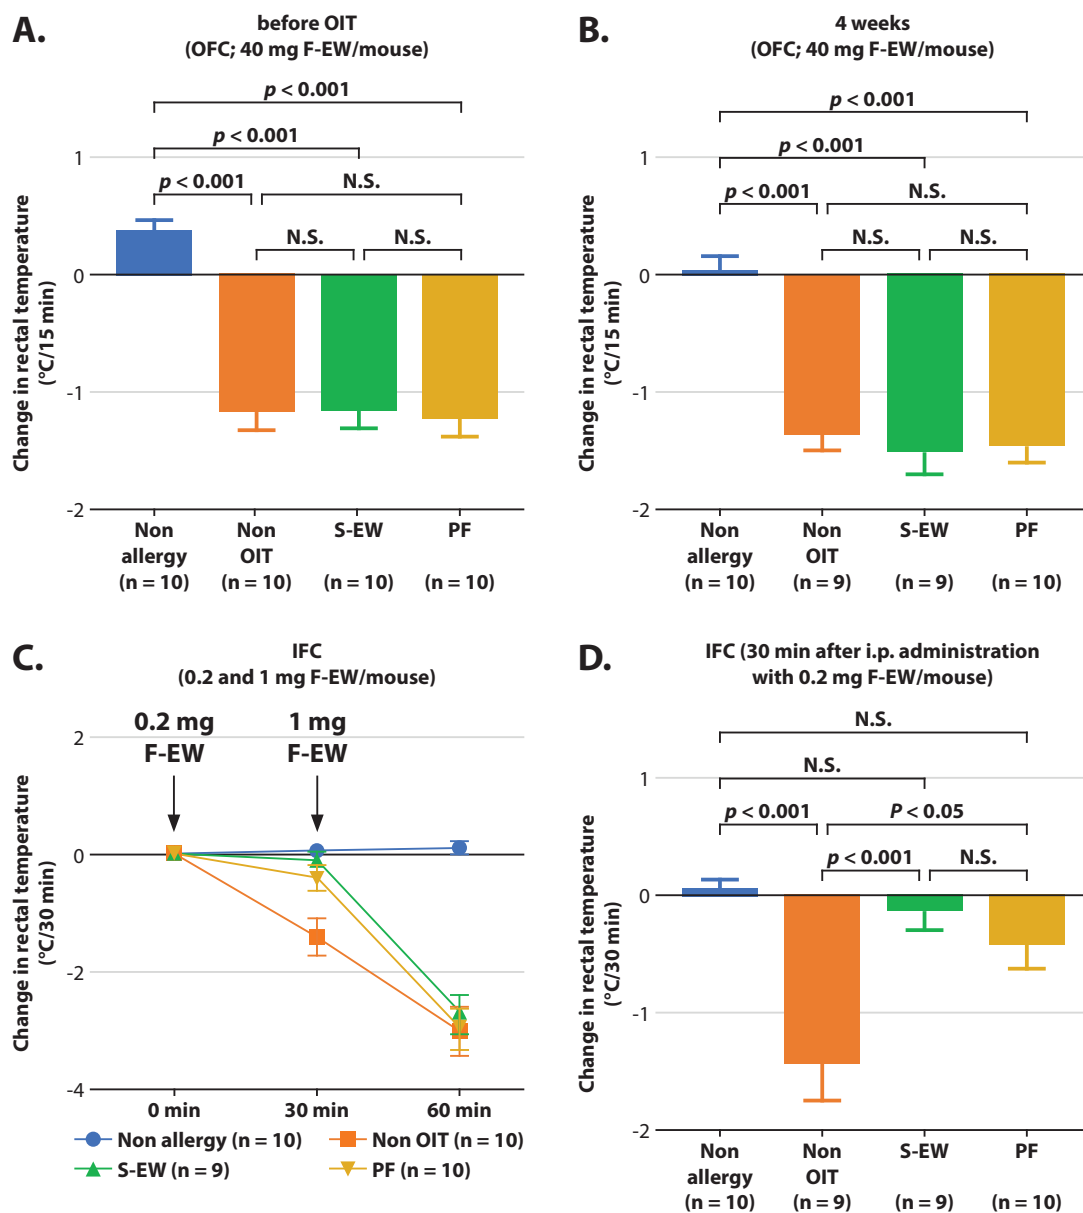 A.
before OIT
(OFC; 40 mg F-EW/mouse)
p < 0.001
p < 0.001
p < 0.001
N.S.
N.S.
N.S.
1
0
-1
-2
Change in rectal temperature
(°C/15 min)
Non
allergy
(n = 10)
Non
OIT
(n = 10)
S-EW
(n = 10)
PF
(n = 10)
B.
4 weeks
(OFC; 40 mg F-EW/mouse)
p < 0.001
p < 0.001
p < 0.001
N.S.
N.S.
N.S.
1
0
-1
-2
Change in rectal temperature
(°C/15 min)
Non
allergy
(n = 10)
Non
OIT
(n = 9)
S-EW
(n = 9)
PF
(n = 10)
C.
IFC
(0.2 and 1 mg F-EW/mouse)
0.2 mg
F-EW
1 mg
F-EW
2
0
-2
-4
Change in rectal temperature
(°C/30 min)
0 min
30 min
60 min
Non allergy (n = 10)
Non OIT (n = 10)
S-EW (n = 9)
PF (n = 10)
D.
IFC (30 min after i.p. administration
with 0.2 mg F-EW/mouse)
N.S.
N.S.
p < 0.001
P < 0.05
p < 0.001
N.S.
1
0
-1
-2
Change in rectal temperature
(°C/30 min)
Non
allergy
(n = 10)
Non
OIT
(n = 9)
S-EW
(n = 9)
PF
(n = 10)